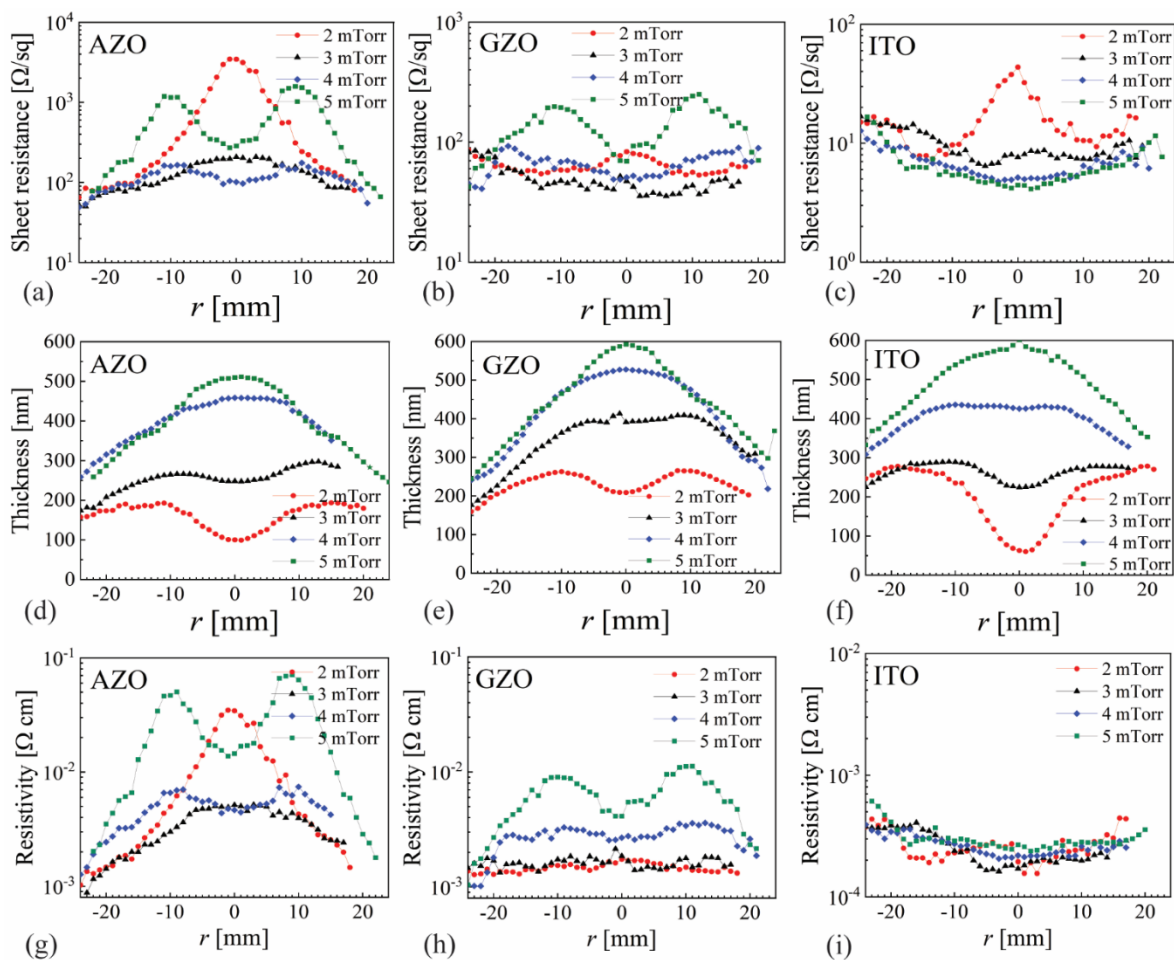 Sheet resistance [Ω/sq]
10⁴
10³
10²
10¹
AZO
2 mTorr
3 mTorr
4 mTorr
5 mTorr
-20 -10 0 10 20
(a)
r [mm]
Sheet resistance [Ω/sq]
10³
10²
10¹
GZO
2 mTorr
3 mTorr
4 mTorr
5 mTorr
-20 -10 0 10 20
(b)
r [mm]
Sheet resistance [Ω/sq]
10²
10¹
10⁰
ITO
2 mTorr
3 mTorr
4 mTorr
5 mTorr
-20 -10 0 10 20
(c)
r [mm]
Thickness [nm]
600
500
400
300
200
100
0
AZO
2 mTorr
3 mTorr
4 mTorr
5 mTorr
-20 -10 0 10 20
(d)
r [mm]
Thickness [nm]
600
500
400
300
200
100
0
GZO
2 mTorr
3 mTorr
4 mTorr
5 mTorr
-20 -10 0 10 20
(e)
r [mm]
Thickness [nm]
600
500
400
300
200
100
0
ITO
2 mTorr
3 mTorr
4 mTorr
5 mTorr
-20 -10 0 10 20
(f)
r [mm]
Resistivity [Ω cm]
10⁻¹
10⁻²
10⁻³
AZO
2 mTorr
3 mTorr
4 mTorr
5 mTorr
-20 -10 0 10 20
(g)
r [mm]
Resistivity [Ω cm]
10⁻¹
10⁻²
10⁻³
GZO
2 mTorr
3 mTorr
4 mTorr
5 mTorr
-20 -10 0 10 20
(h)
r [mm]
Resistivity [Ω cm]
10⁻²
10⁻³
10⁻⁴
ITO
2 mTorr
3 mTorr
4 mTorr
5 mTorr
-20 -10 0 10 20
(i)
r [mm]